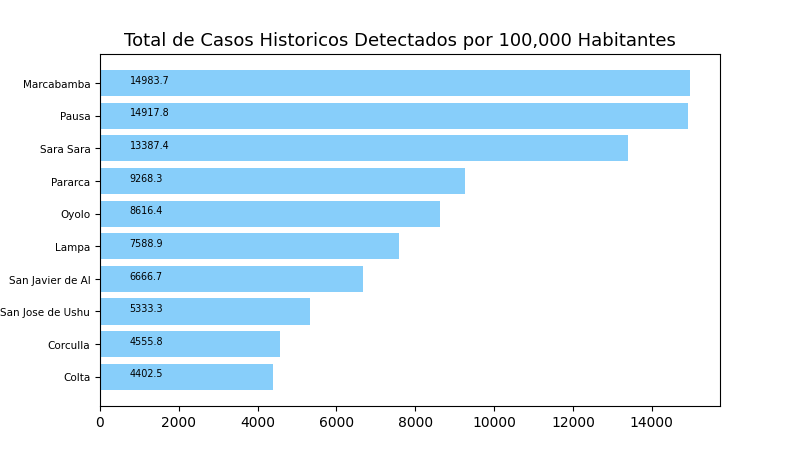 Total de Casos Historicos Detectados por 100,000 Habitantes
Marcabamba 14983.7
Pausa 14917.8
Sara Sara 13387.4
Pararca 9268.3
Oyolo 8616.4
Lampa 7588.9
San Javier de Al 6666.7
San Jose de Ushu 5333.3
Corculla 4555.8
Colta 4402.5
0 2000 4000 6000 8000 10000 12000 14000